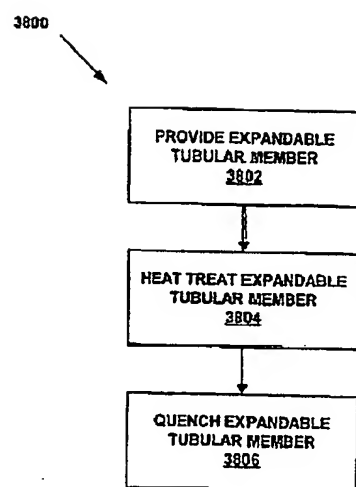 3800
PROVIDE EXPANDABLE
TUBULAR MEMBER
3802
HEAT TREAT EXPANDABLE
TUBULAR MEMBER
3804
QUENCH EXPANDABLE
TUBULAR MEMBER
3806